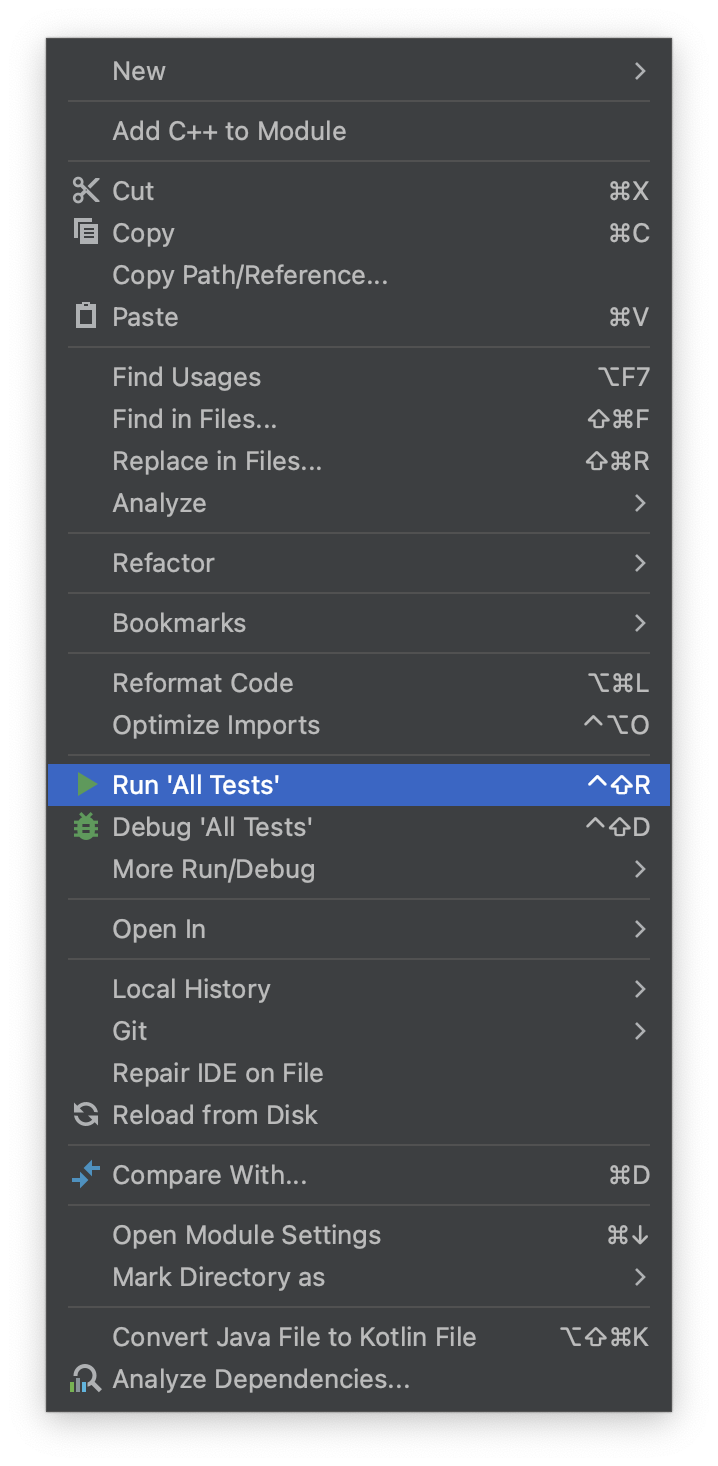 New
Add C++ to Module
Cut ⌘X
Copy ⌘C
Copy Path/Reference...
Paste ⌘V
Find Usages ⌥F7
Find in Files... ⇧⌘F
Replace in Files... ⇧⌘R
Analyze
Refactor
Bookmarks
Reformat Code ⌥⌘L
Optimize Imports ^⌥O
Run 'All Tests' ^⇧R
Debug 'All Tests' ^⇧D
More Run/Debug
Open In
Local History
Git
Repair IDE on File
Reload from Disk
Compare With... ⌘D
Open Module Settings ⌘↓
Mark Directory as
Convert Java File to Kotlin File ⌥⇧⌘K
Analyze Dependencies...